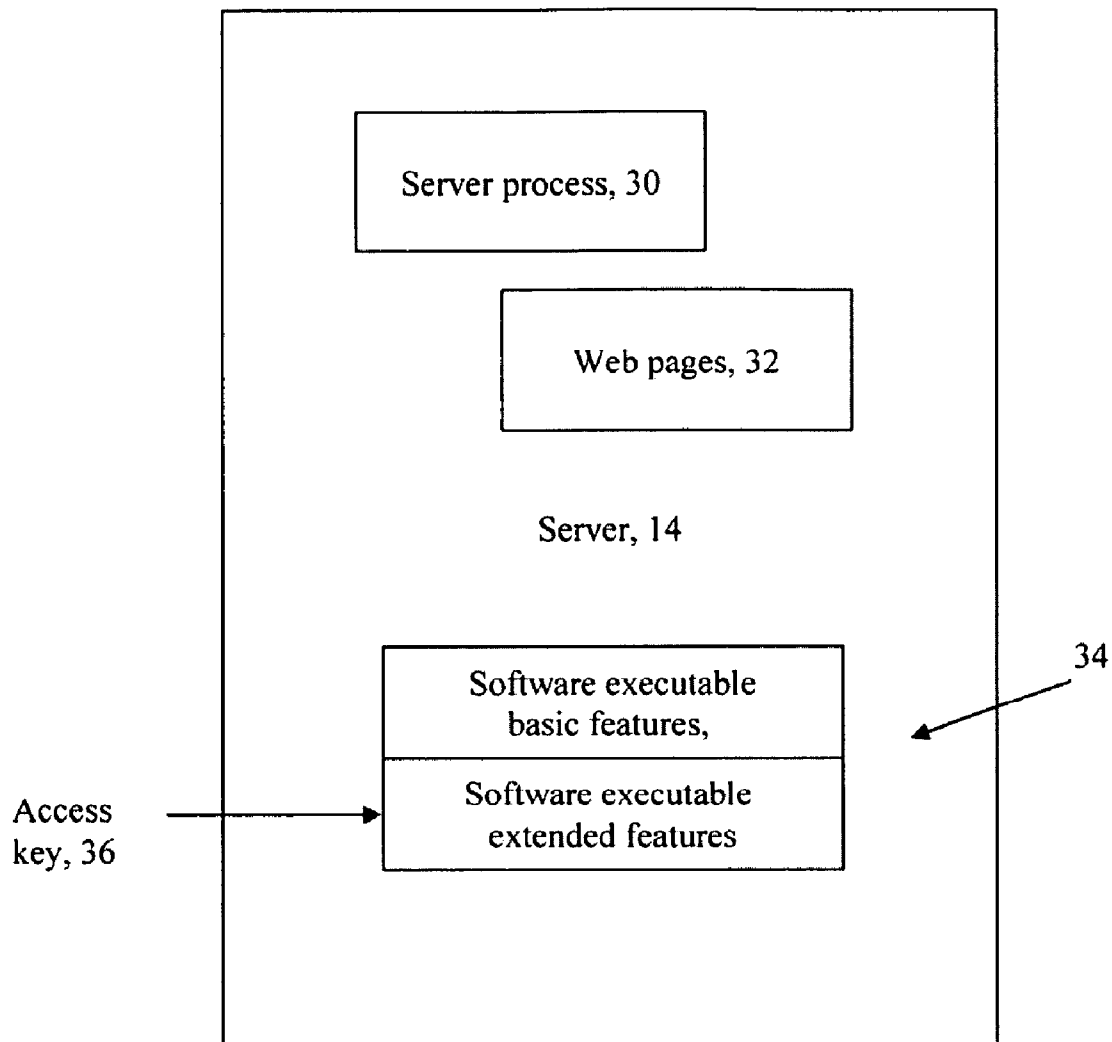 Server process, 30
Web pages, 32
Server, 14
34
Software executable
basic features,
Software executable
extended features
Access
key, 36